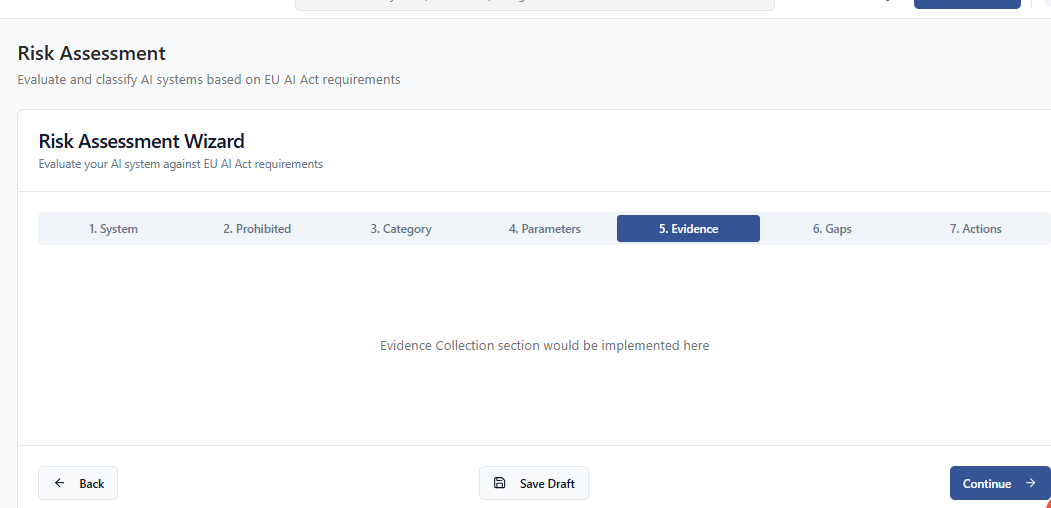 Risk Assessment
Evaluate and classify AI systems based on EU AI Act requirements
Risk Assessment Wizard
Evaluate your AI system against EU AI Act requirements
1. System 2. Prohibited 3. Category 4. Parameters 5. Evidence 6. Gaps 7. Actions
Evidence Collection section would be implemented here
Back Save Draft Continue